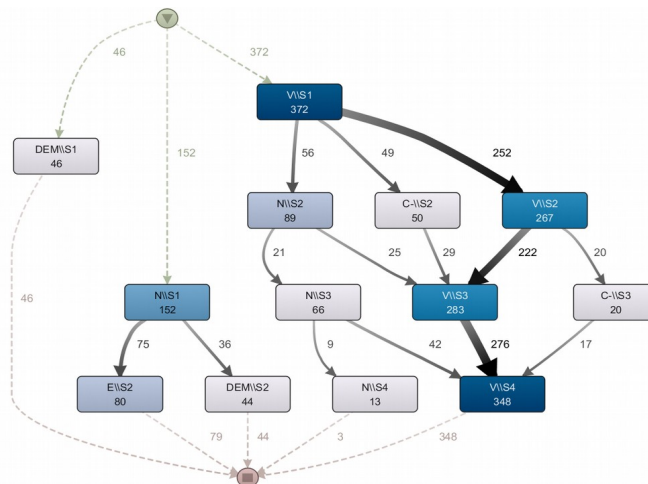 46
372
V\\S1
372
DEM\\S1
46
152
56
49
252
N\\S2
89
C-\\S2
50
V\\S2
267
21
25
29
222
20
46
N\\S1
152
N\\S3
66
V\\S3
283
C-\\S3
20
75
36
9
42
276
17
E\\S2
80
DEM\\S2
44
N\\S4
13
V\\S4
348
79
44
3
348